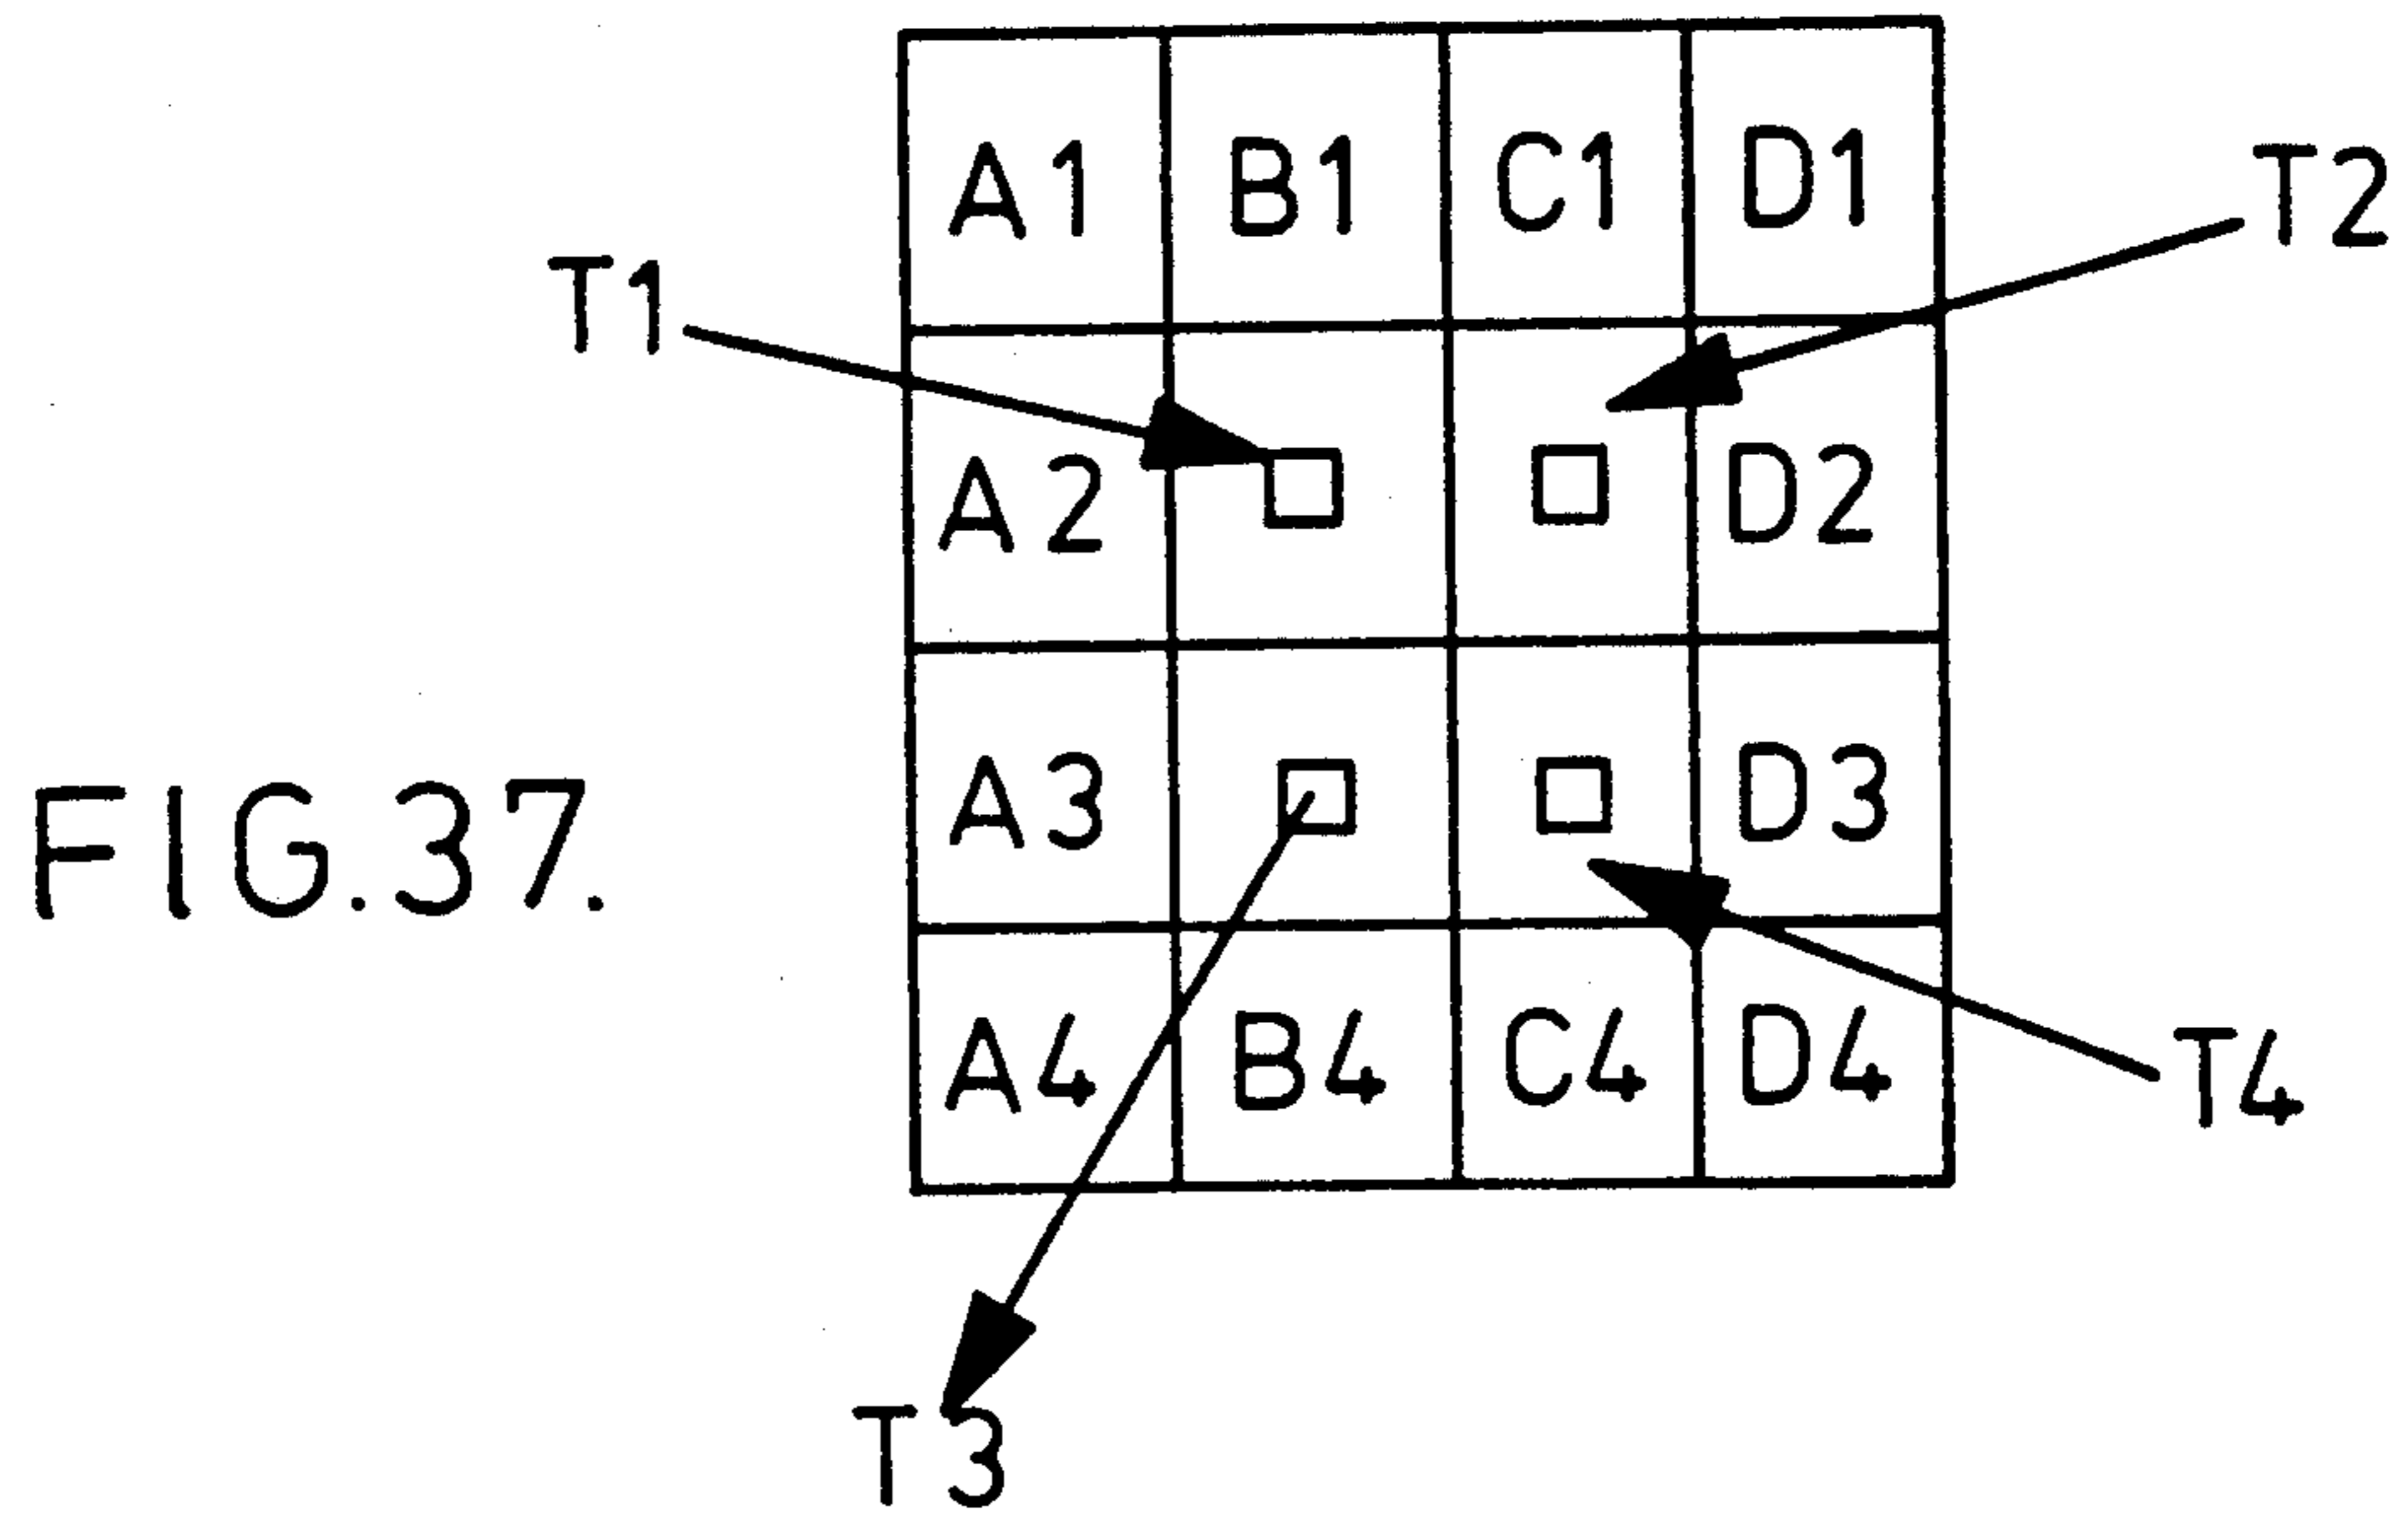 A1 B1 C1 D1
T2
T1
A2 D2
A3 D3
FIG.37.
A4 B4 C4 D4
T4
T3